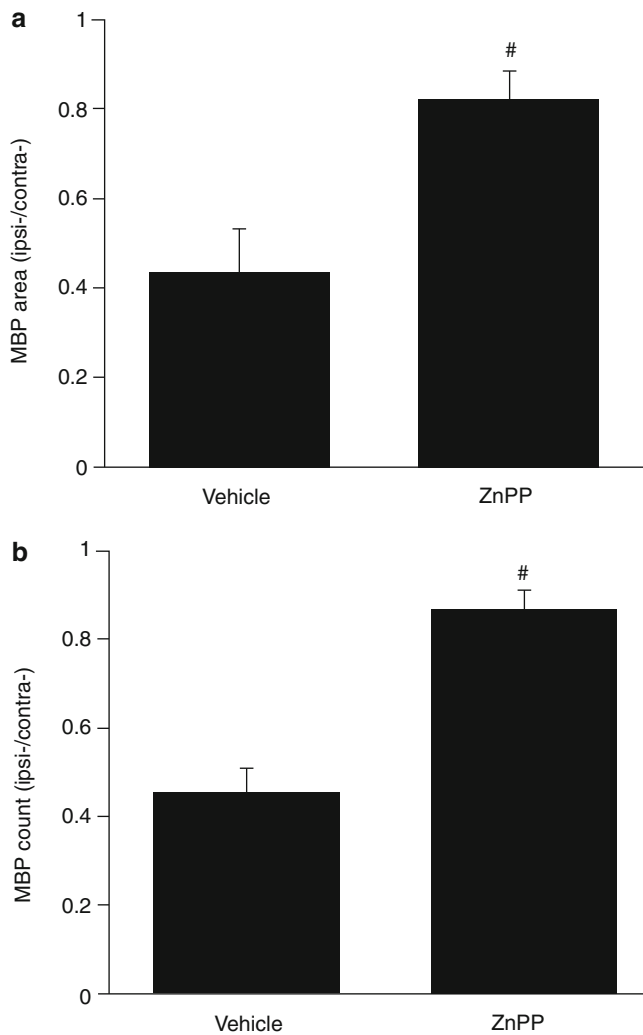 a
1
#
0.8
0.6
0.4
0.2
0
MBP area (ipsi-/contra-)
Vehicle ZnPP
b
1
#
0.8
0.6
0.4
0.2
0
MBP count (ipsi-/contra-)
Vehicle ZnPP